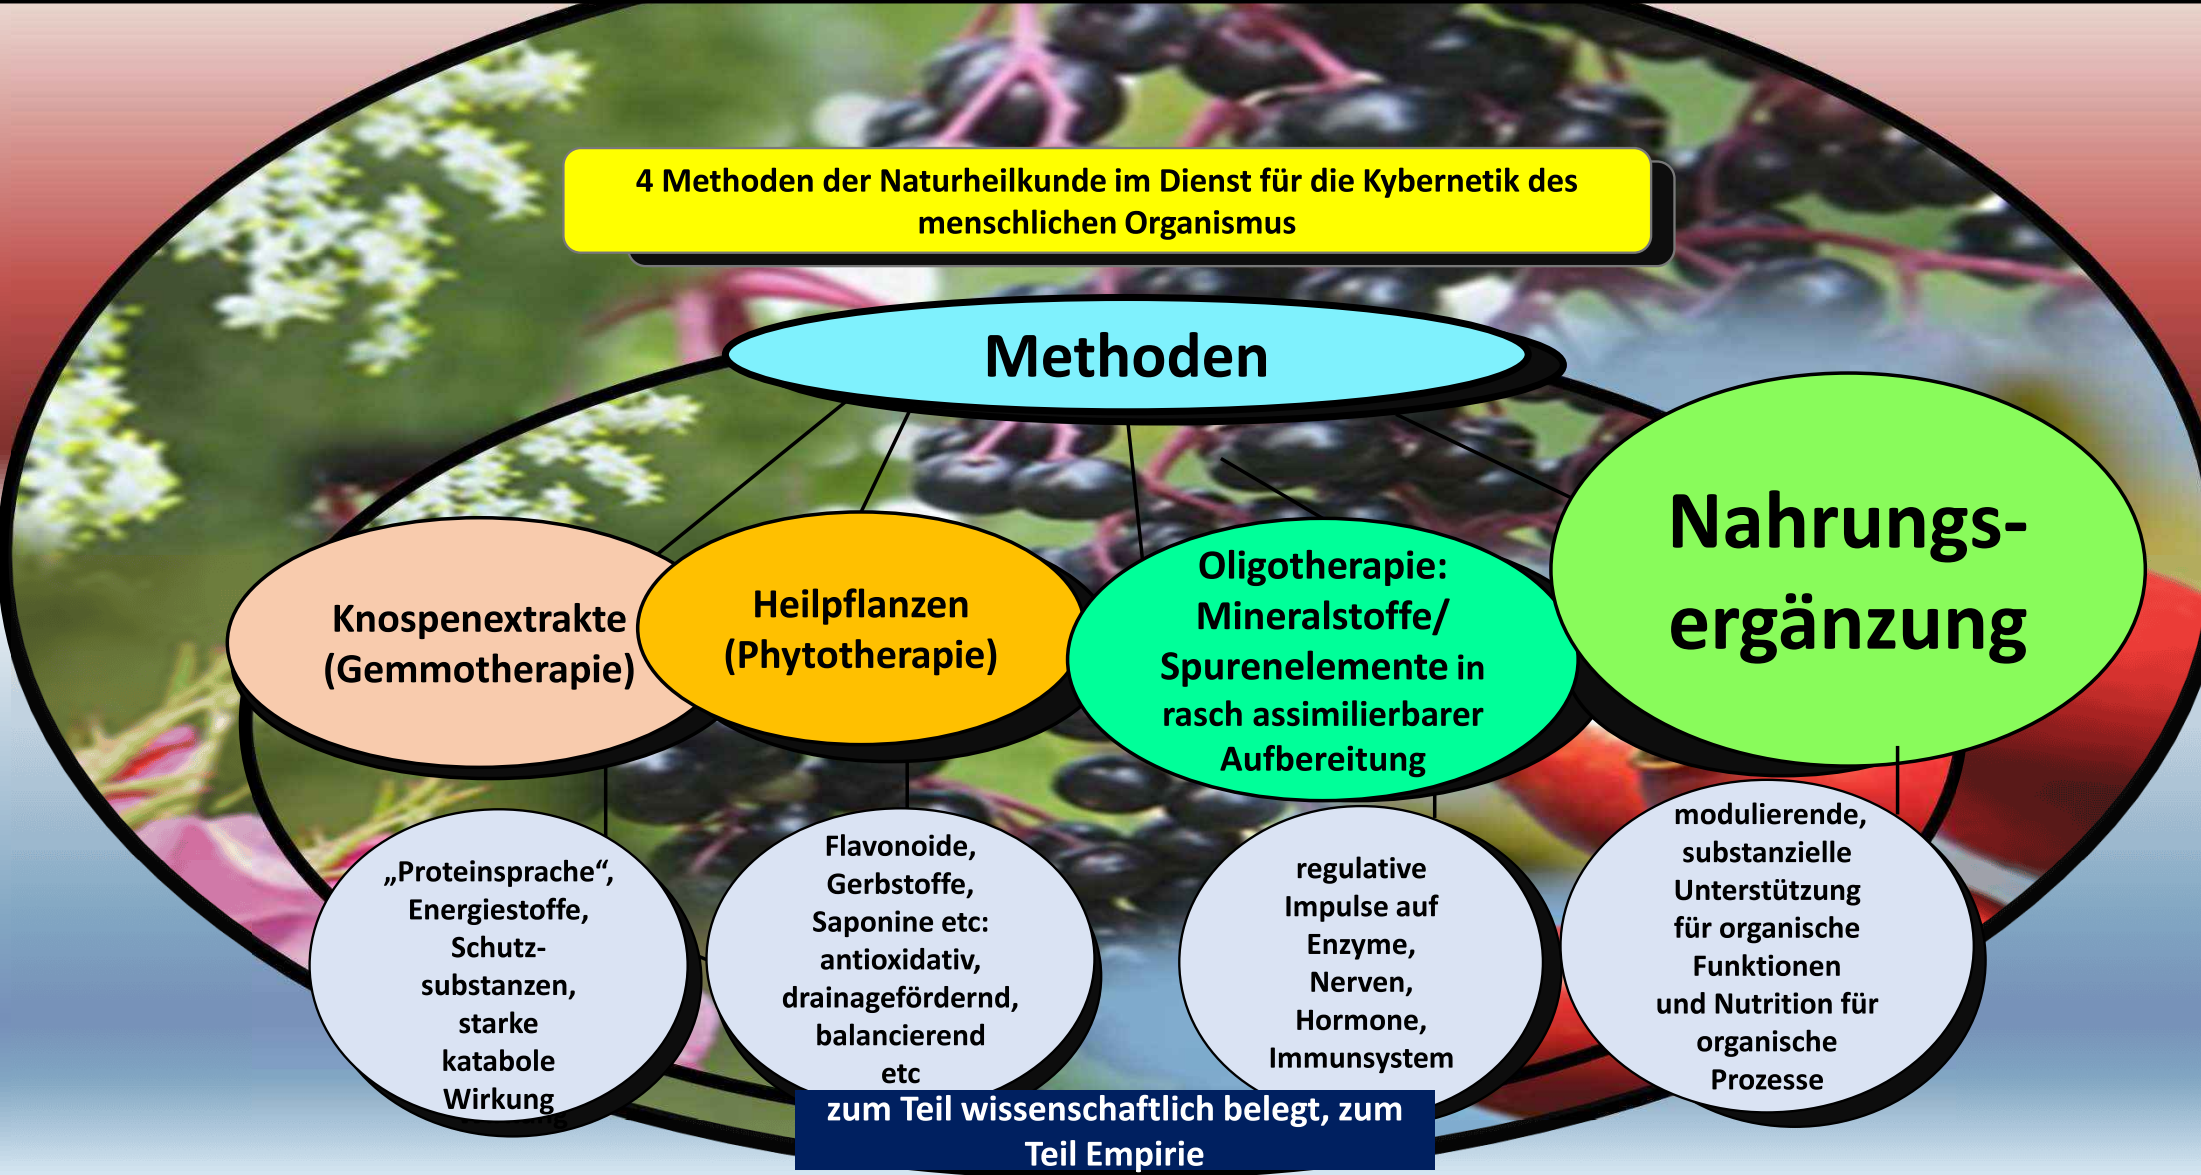 4 Methoden der Naturheilkunde im Dienst für die Kybernetik des
menschlichen Organismus
Methoden
Knospenextrakte
(Gemmotherapie)
Heilpflanzen
(Phytotherapie)
Oligotherapie:
Mineralstoffe/
Spurenelemente in
rasch assimilierbarer
Aufbereitung
Nahrungs-
ergänzung
„Proteinsprache“,
Energiestoffe,
Schutz-
substanzen,
starke
katabole
Wirkung
Flavonoide,
Gerbstoffe,
Saponine etc:
antioxidativ,
drainagefördernd,
balancierend
etc
regulative
Impulse auf
Enzyme,
Nerven,
Hormone,
Immunsystem
modulierende,
substanzielle
Unterstützung
für organische
Funktionen
und Nutrition für
organische
Prozesse
zum Teil wissenschaftlich belegt, zum
Teil Empirie